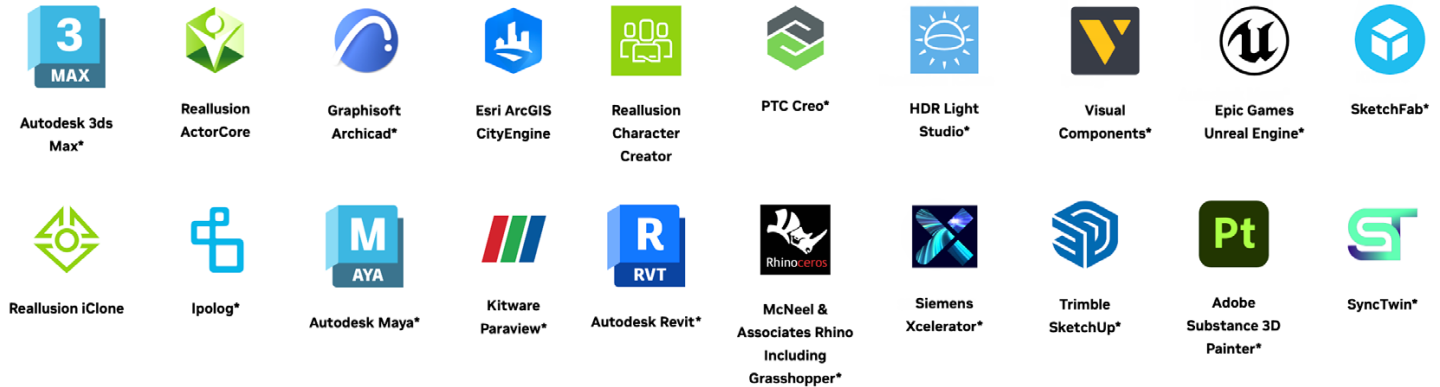 3
MAX
Autodesk 3ds
Max*
Reallusion
ActorCore
Graphisoft
Archicad*
Esri ArcGIS
CityEngine
Reallusion
Character
Creator
PTC Creo*
HDR Light
Studio*
Visual
Components*
Epic Games
Unreal Engine*
SketchFab*
Reallusion iClone
Ipolog*
M
AYA
Autodesk Maya*
Kitware
Paraview*
R
RVT
Autodesk Revit*
Rhinoceros
McNeel &
Associates Rhino
Including
Grasshopper*
Siemens
Xcelerator*
Trimble
SketchUp*
Pt
Adobe
Substance 3D
Painter*
ST
SyncTwin*